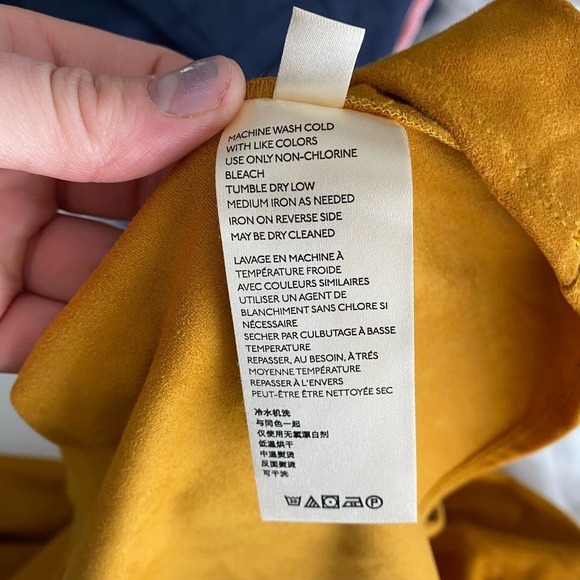 MACHINE WASH COLD
WITH LIKE COLORS
USE ONLY NON-CHLORINE
BLEACH
TUMBLE DRY LOW
MEDIUM IRON AS NEEDED
IRON ON REVERSE SIDE
MAY BE DRY CLEANED
LAVAGE EN MACHINE À
TEMPÉRATURE FROIDE
AVEC COULEURS SIMILAIRES
UTILISER UN AGENT DE
BLANCHIMENT SANS CHLORE SI
NÉCESSAIRE
SECHER PAR CULBUTAGE À BASSE
TEMPERATURE
REPASSER, AU BESOIN, À TRÉS
MOYENNE TEMPÉRATURE
REPASSER À L'ENVERS
PEUT-ÊTRE ÊTRE NETTOYÉE SEC
冷水机洗
与同色一起
仅使用无氯漂白剂
低温烘干
中温熨烫
反面熨烫
可干洗
P